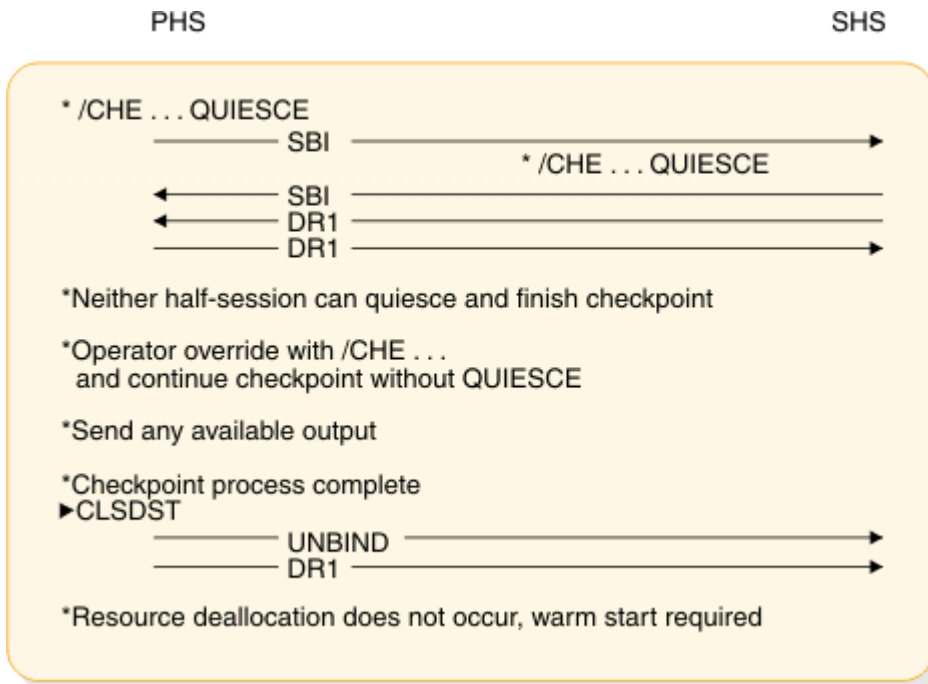 PHS SHS
* /CHE . . . QUIESCE
SBI
* /CHE . . . QUIESCE
SBI
DR1
DR1
*Neither half-session can quiesce and finish checkpoint
*Operator override with /CHE . . .
and continue checkpoint without QUIESCE
*Send any available output
*Checkpoint process complete
CLSDST
UNBIND
DR1
*Resource deallocation does not occur, warm start required